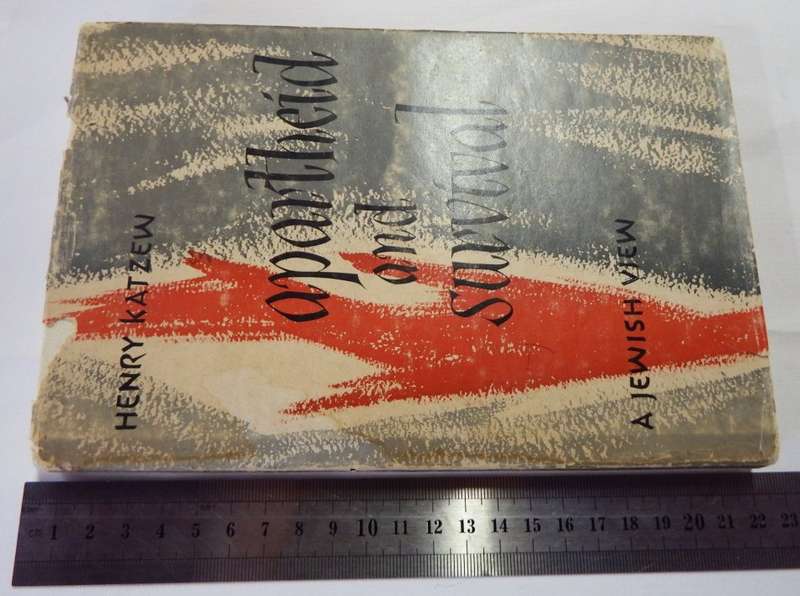 HENRY KATZEW
apartheid
and
survival
A JEWISH VIEW
cm 1 2 3 4 5 6 7 8 9 10 11 12 13 14 15 16 17 18 19 20 21 22 23